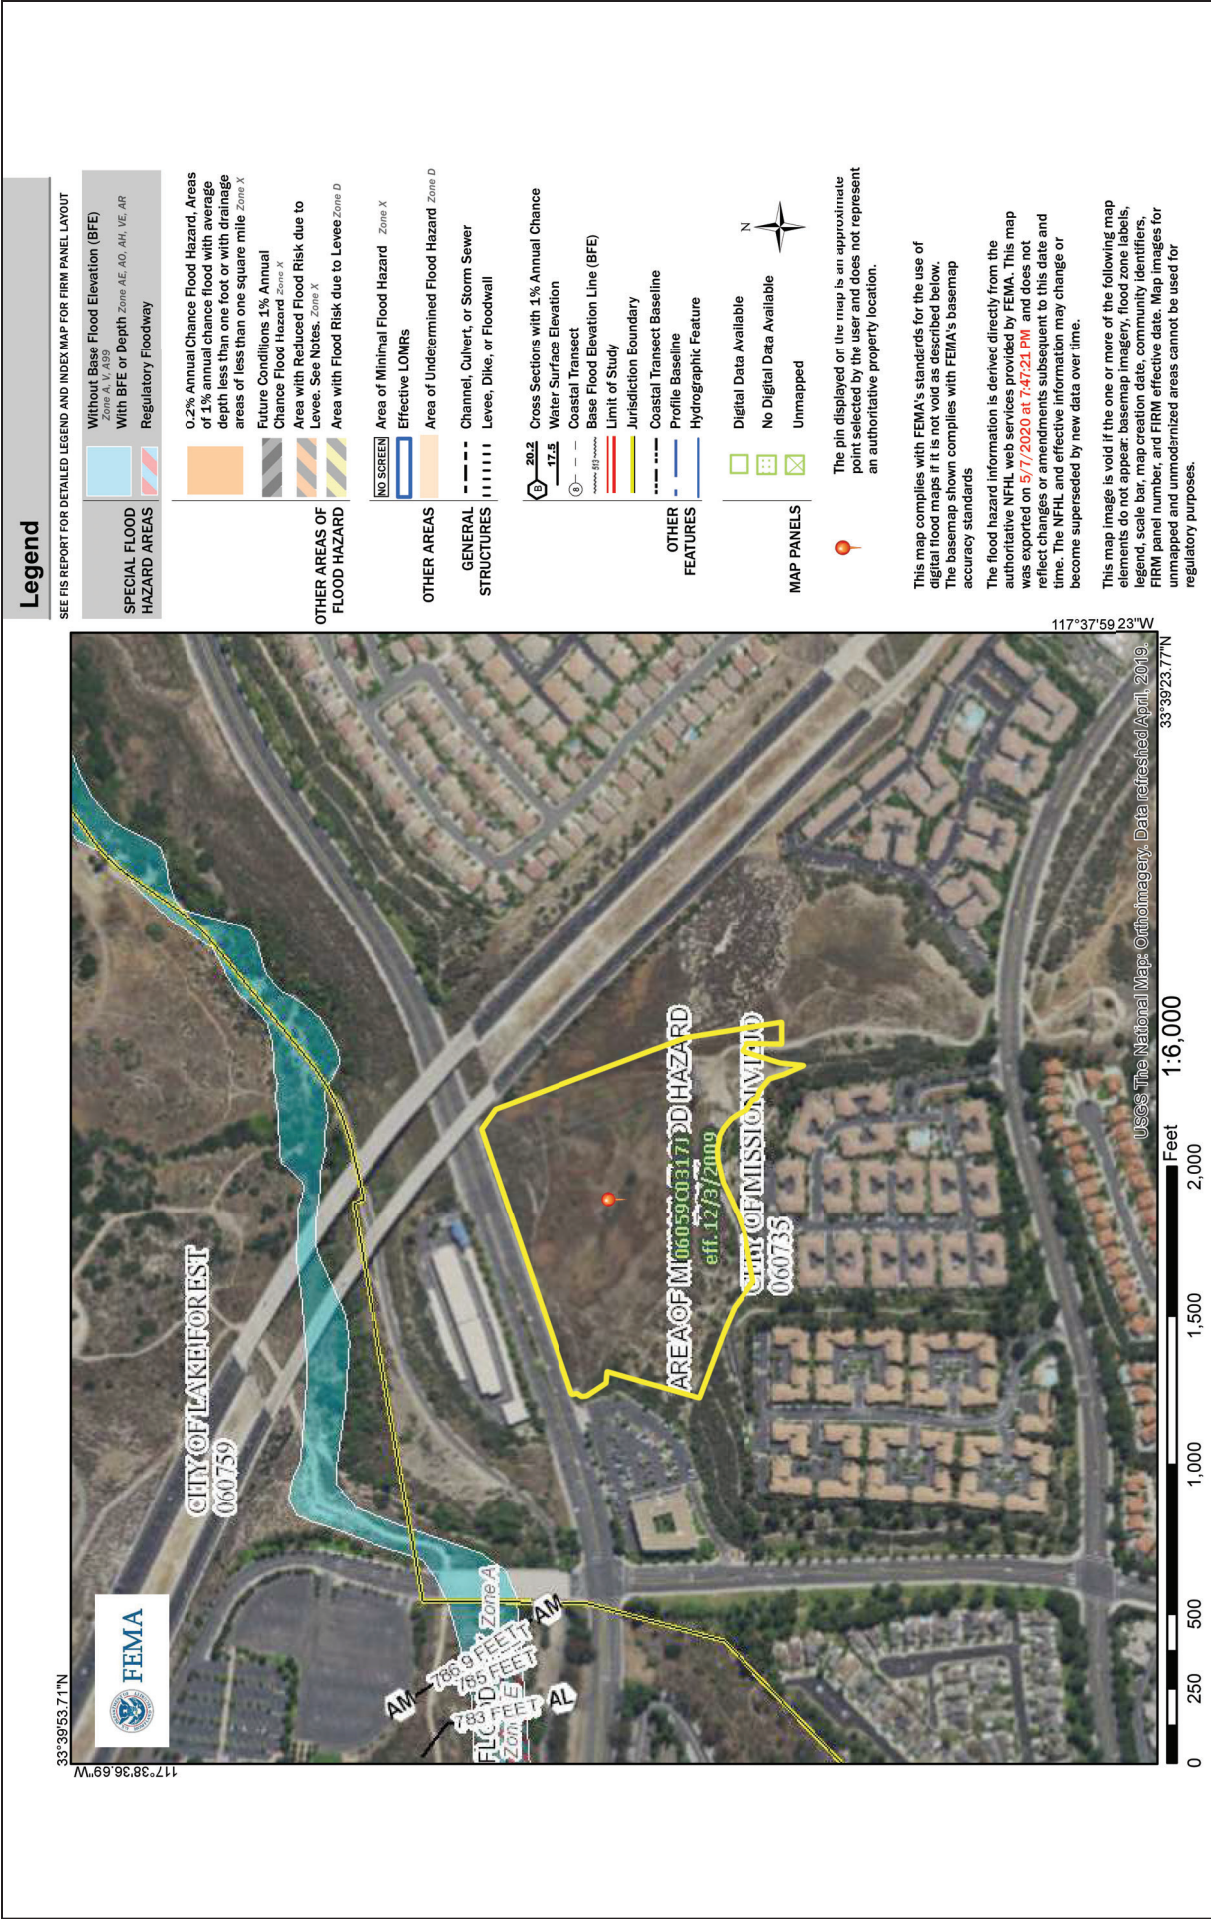 Legend
SEE FIS REPORT FOR DETAILED LEGEND AND INDEX MAP FOR FIRM PANEL LAYOUT
SPECIAL FLOOD
HAZARD AREAS
Without Base Flood Elevation (BFE)
Zone A, V, A99
With BFE or Depth Zone AE, AO, AH, VE, AR
Regulatory Floodway
OTHER AREAS OF
FLOOD HAZARD
0.2% Annual Chance Flood Hazard, Areas
of 1% annual chance flood with average
depth less than one foot or with drainage
areas of less than one square mile Zone X
Future Conditions 1% Annual
Chance Flood Hazard Zone X
Area with Reduced Flood Risk due to
Levee. See Notes. Zone X
Area with Flood Risk due to Levee Zone D
OTHER AREAS
NO SCREEN Area of Minimal Flood Hazard Zone X
Effective LOMRs
Area of Undetermined Flood Hazard Zone D
GENERAL
STRUCTURES
Channel, Culvert, or Storm Sewer
Levee, Dike, or Floodwall
OTHER
FEATURES
B 20.2 Cross Sections with 1% Annual Chance
17.5 Water Surface Elevation
8 Coastal Transect
513 Base Flood Elevation Line (BFE)
Limit of Study
Jurisdiction Boundary
Coastal Transect Baseline
Profile Baseline
Hydrographic Feature
MAP PANELS
Digital Data Available
No Digital Data Available
Unmapped
N
The pin displayed on the map is an approximate
point selected by the user and does not represent
an authoritative property location.
This map complies with FEMA's standards for the use of
digital flood maps if it is not void as described below.
The basemap shown complies with FEMA's basemap
accuracy standards
The flood hazard information is derived directly from the
authoritative NFHL web services provided by FEMA. This map
was exported on 5/7/2020 at 7:47:21 PM and does not
reflect changes or amendments subsequent to this date and
time. The NFHL and effective information may change or
become superseded by new data over time.
This map image is void if the one or more of the following map
elements do not appear: basemap imagery, flood zone labels,
legend, scale bar, map creation date, community identifiers,
FIRM panel number, and FIRM effective date. Map images for
unmapped and unmodernized areas cannot be used for
regulatory purposes.
33°39'53.71"N
117°38'36.69"W
FEMA
CITY OF LAKE FOREST
060759
AM
786.9 FEET
785 FEET
AM
783 FEET
AL
Zone A
AREA OF
HAZARD
06059C0317J
eff. 12/3/2009
CITY OF MISSION VIEJO
060735
USGS The National Map: Orthoimagery. Data refreshed April, 2019.
117°37'59.23"W
33°39'23.77"N
0
250
500
1,000
1,500
2,000
Feet
1:6,000